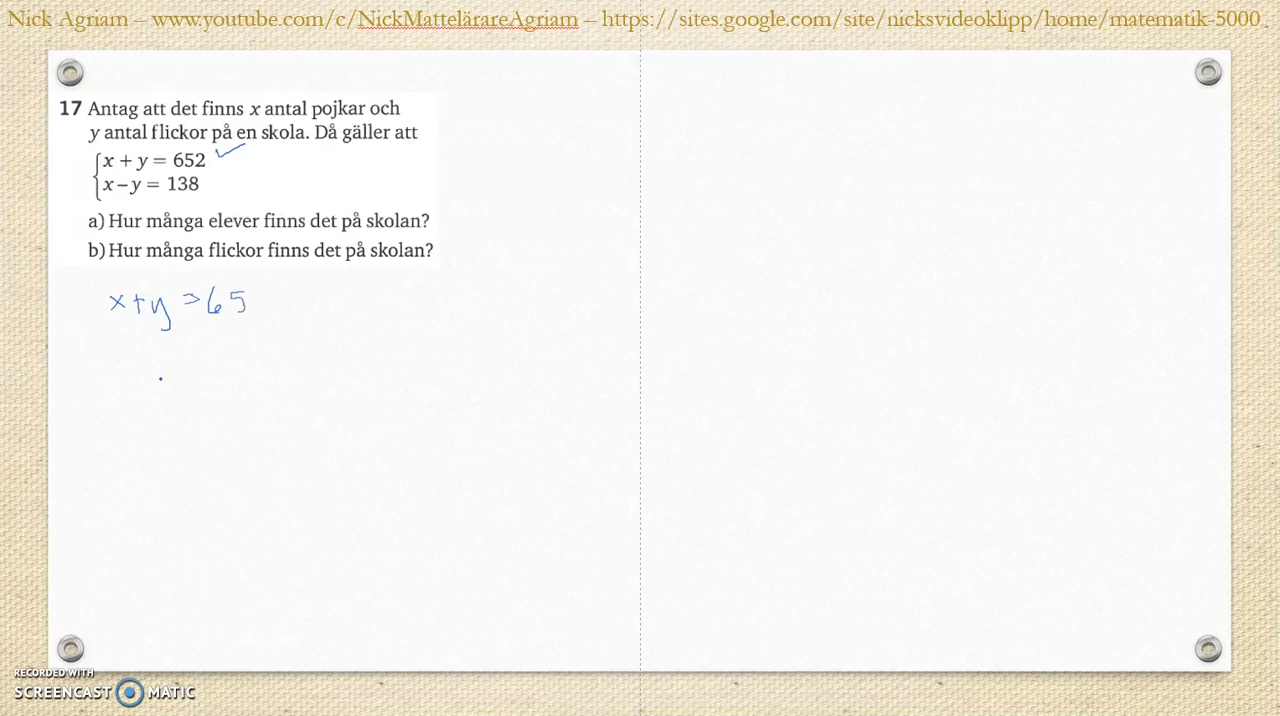 Nick Agriam – www.youtube.com/c/NickMattelärareAgriam – https://sites.google.com/site/nicksvideoklipp/home/matematik-5000
17 Antag att det finns x antal pojkar och
y antal flickor på en skola. Då gäller att
x + y = 652
x – y = 138
a) Hur många elever finns det på skolan?
b) Hur många flickor finns det på skolan?
x+y =65
RECORDED WITH
SCREENCAST MATIC